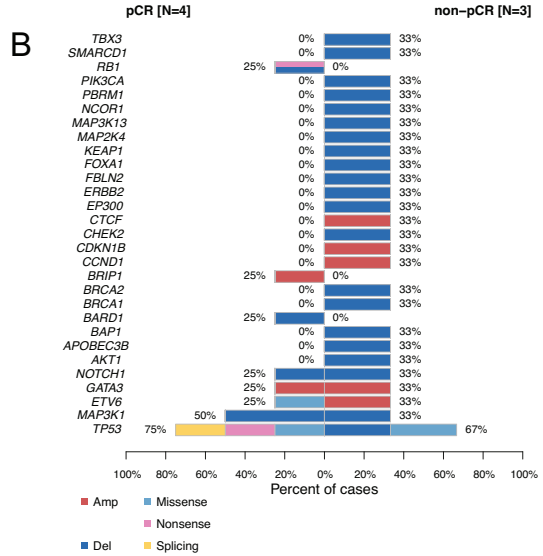 pCR [N=4] non−pCR [N=3]
B
TBX3 0% 33%
SMARCD1 0% 33%
RB1 25% 0%
PIK3CA 0% 33%
PBRM1 0% 33%
NCOR1 0% 33%
MAP3K13 0% 33%
MAP2K4 0% 33%
KEAP1 0% 33%
FOXA1 0% 33%
FBLN2 0% 33%
ERBB2 0% 33%
EP300 0% 33%
CTCF 0% 33%
CHEK2 0% 33%
CDKN1B 0% 33%
CCND1 0% 33%
BRIP1 25% 0%
BRCA2 0% 33%
BRCA1 0% 33%
BARD1 25% 0%
BAP1 0% 33%
APOBEC3B 0% 33%
AKT1 0% 33%
NOTCH1 25% 33%
GATA3 25% 33%
ETV6 25% 33%
MAP3K1 50% 33%
TP53 75% 67%
100% 80% 60% 40% 20% 0% 20% 40% 60% 80% 100%
Percent of cases
Amp Missense
Nonsense
Del Splicing